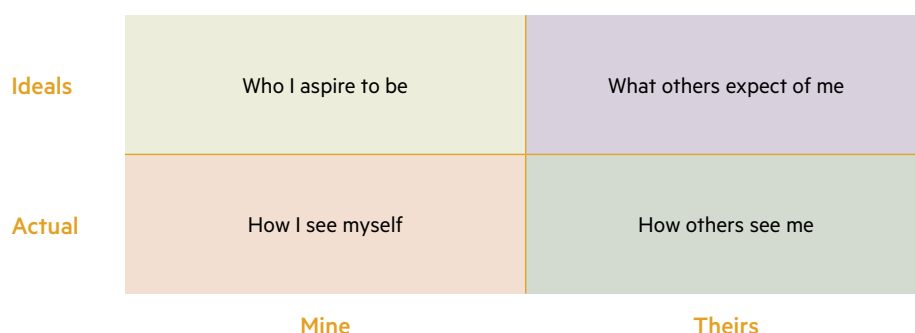 Ideals
Who I aspire to be
What others expect of me
Actual
How I see myself
How others see me
Mine
Theirs